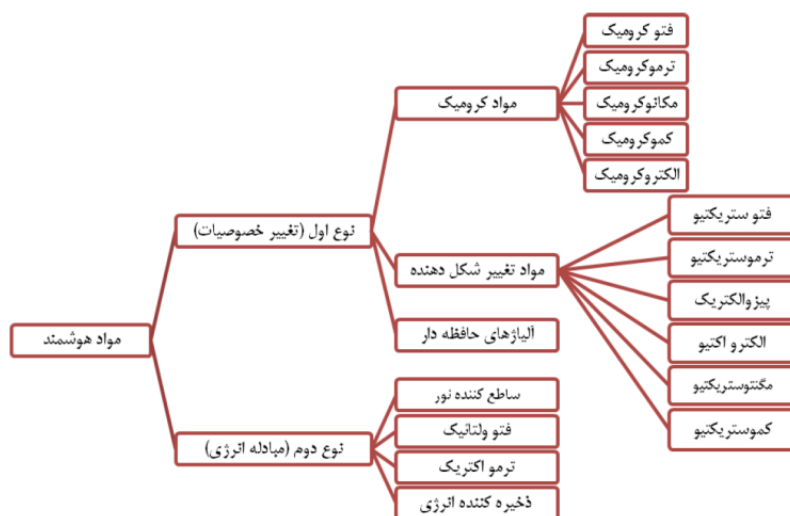 مواد هوشمند
نوع اول (تغییر خصوصیات)
مواد کرومیک
فتو کرومیک
ترموکرومیک
مکانوکرومیک
کموکرومیک
الکتروکرومیک
مواد تغییر شکل دهنده
فتو ستریکتیو
ترموستریکتیو
پیزوالکتریک
الکترو اکتیو
مگنتوستریکتیو
کموستریکتیو
آلیاژهای حافظه دار
نوع دوم (مبادله انرژی)
ساطع کننده نور
فتو ولتائیک
ترمو اکتریک
ذخیره کننده انرژی